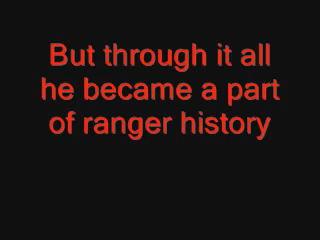 But through it all
he became a part
of ranger history